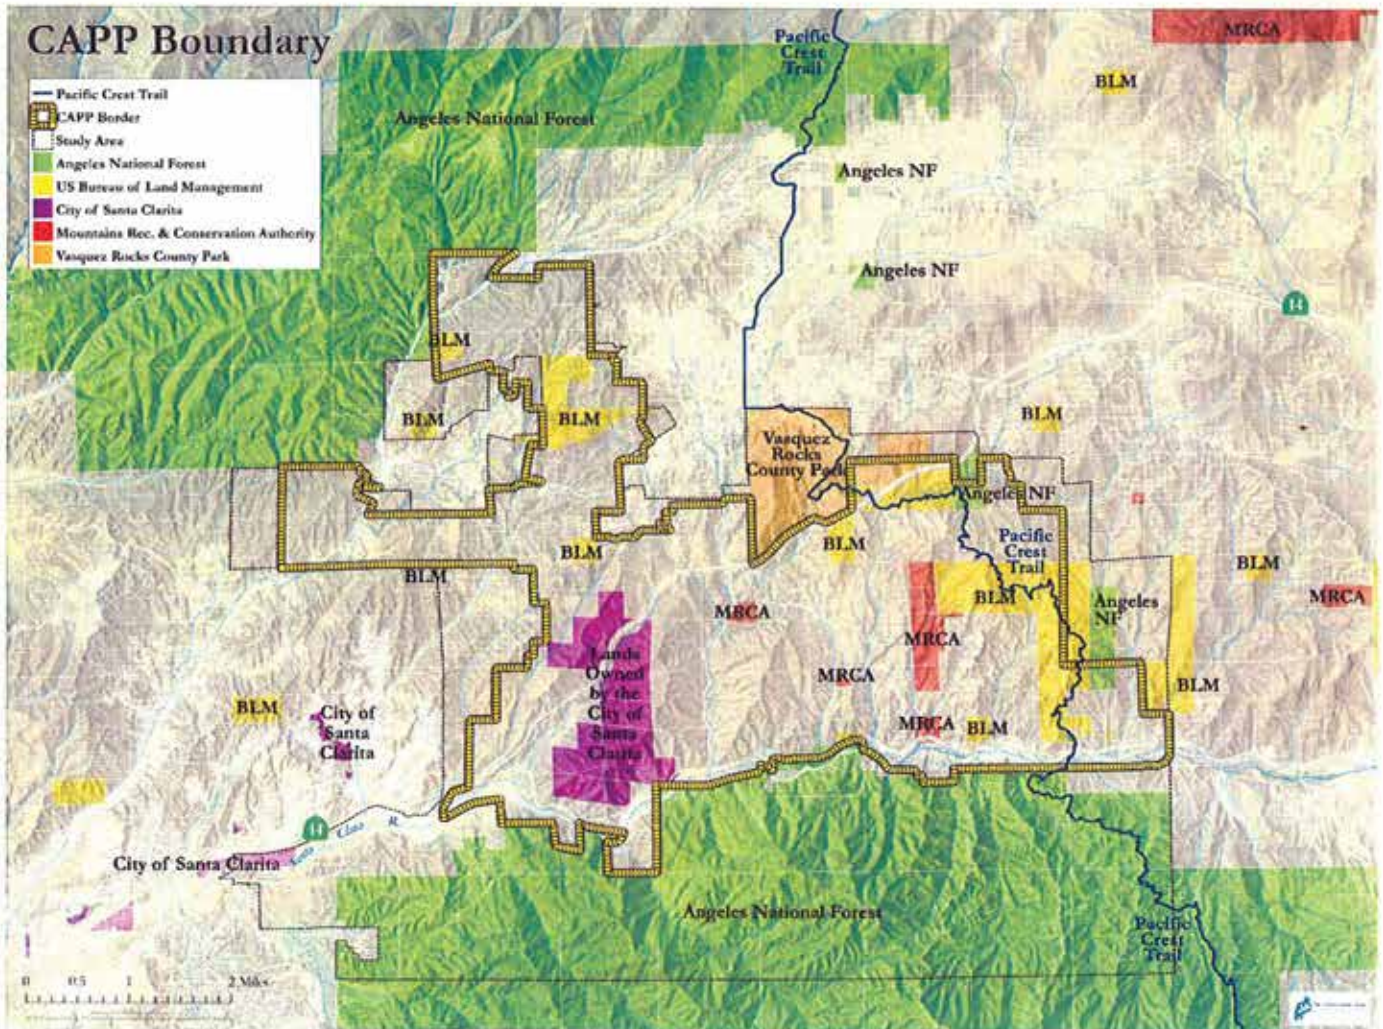 CAPP Boundary
Pacific Crest Trail
CAPP Border
Study Area
Angeles National Forest
US Bureau of Land Management
City of Santa Clarita
Mountains Rec. & Conservation Authority
Vasquez Rocks County Park
Pacific
Crest
Trail
MRCA
BLM
Angeles National Forest
Angeles NF
Angeles NF
14
BLM
BLM
BLM
BLM
Vasquez
Rocks
County Park
Angeles NF
Pacific
Crest
Trail
BLM
BLM
BLM
BLM
BLM
Angeles
NF
MRCA
MRCA
MRCA
Lands
Owned
by the
City of
Santa
Clarita
MRCA
BLM
BLM
City of
Santa
Clarita
MRCA
BLM
14
Clara R.
City of Santa Clarita
Angeles National Forest
Pacific
Crest
Trail
0 0.5 1 2 Miles